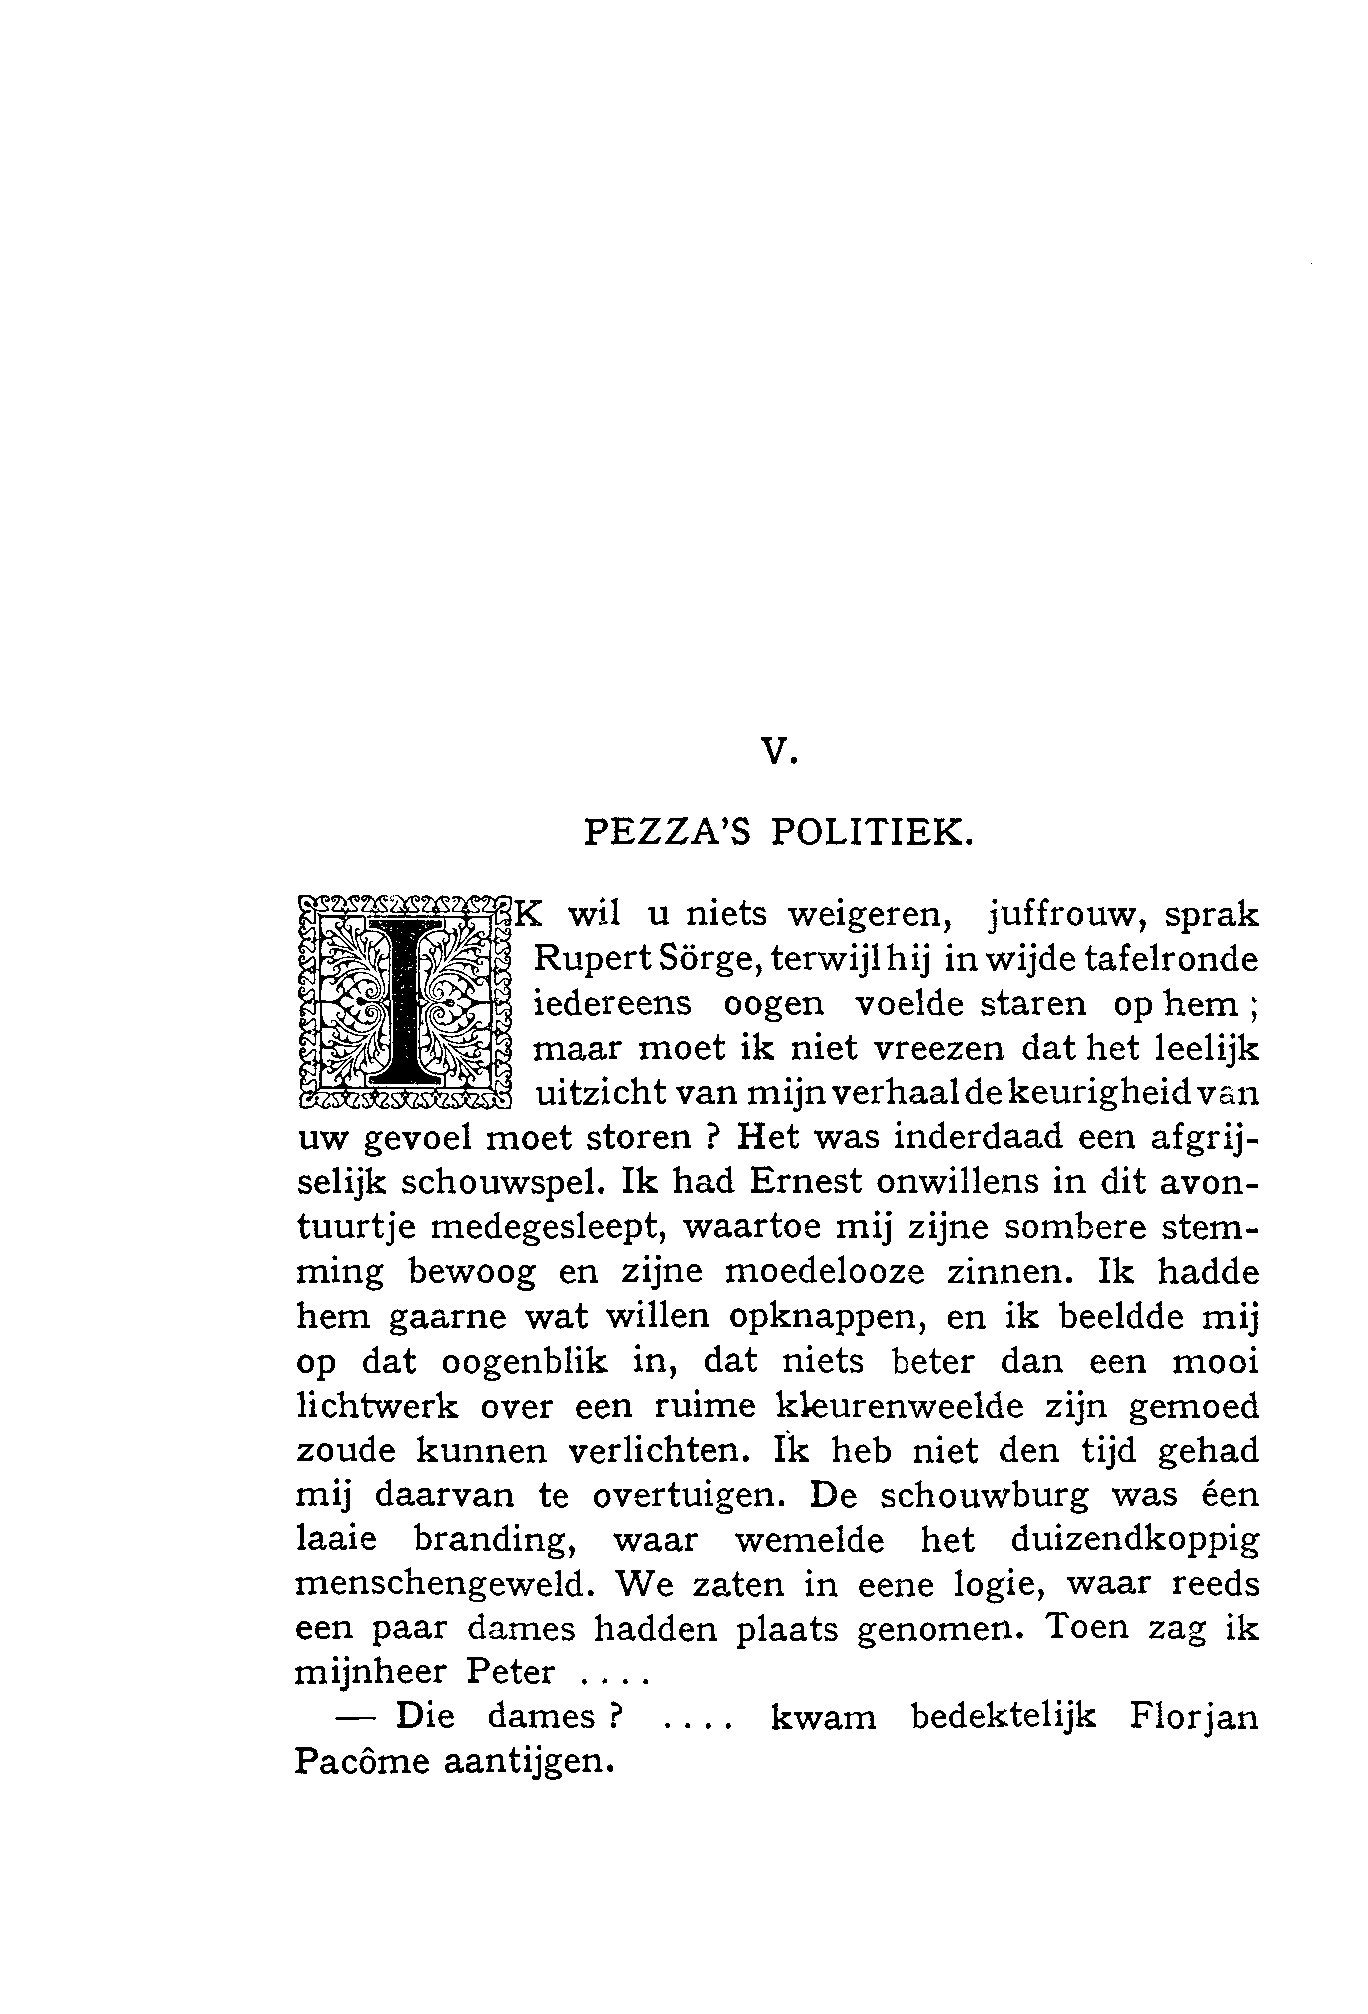 V.
PEZZA'S POLITIEK.
IK wil u niets weigeren, juffrouw, sprak
Rupert Sörge, terwijl hij in wijde tafelronde
iedereens oogen voelde staren op hem ;
maar moet ik niet vreezen dat het leelijk
uitzicht van mijn verhaal de keurigheid van
uw gevoel moet storen ? Het was inderdaad een afgrij-
selijk schouwspel. Ik had Ernest onwillens in dit avon-
tuurtje medegesleept, waartoe mij zijne sombere stem-
ming bewoog en zijne moedelooze zinnen. Ik hadde
hem gaarne wat willen opknappen, en ik beeldde mij
op dat oogenblik in, dat niets beter dan een mooi
lichtwerk over een ruime kleurenweelde zijn gemoed
zoude kunnen verlichten. Ik heb niet den tijd gehad
mij daarvan te overtuigen. De schouwburg was éen
laaie branding, waar wemelde het duizendkoppig
menschengeweld. We zaten in eene logie, waar reeds
een paar dames hadden plaats genomen. Toen zag ik
mijnheer Peter ....
— Die dames ? .... kwam bedektelijk Florjan
Pacôme aantijgen.